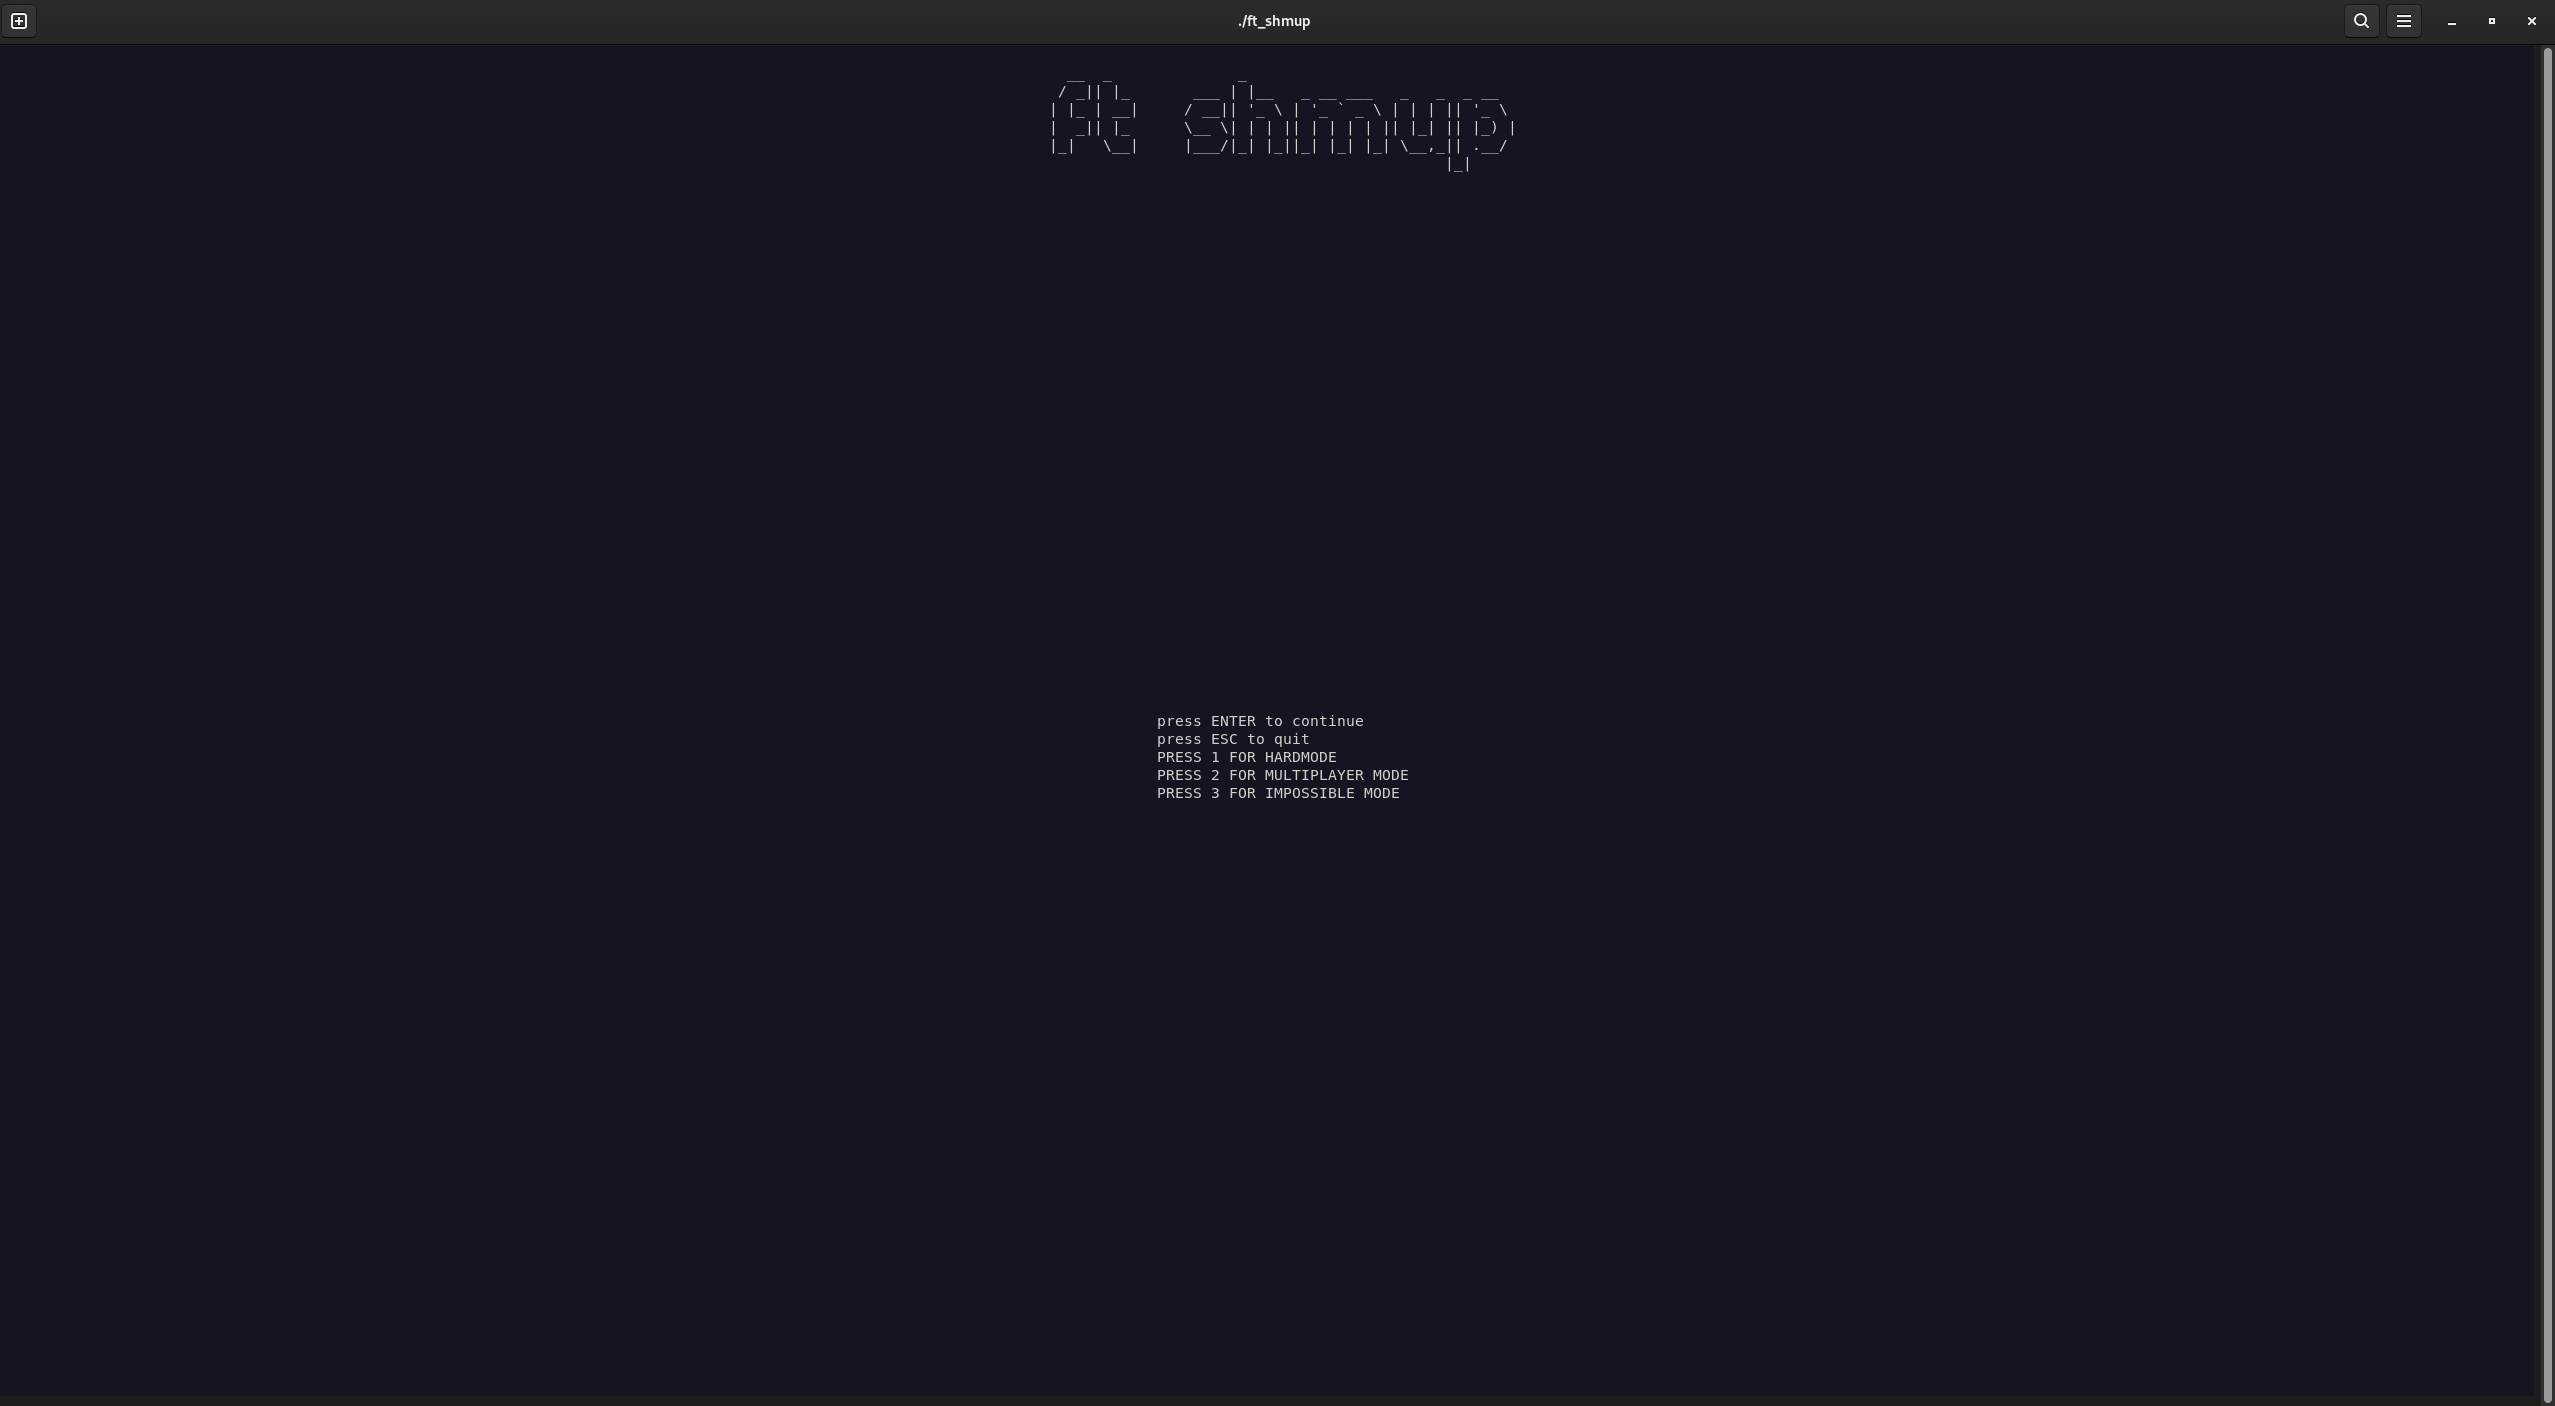 ./ft_shmup
ft shmup
press ENTER to continue
press ESC to quit
PRESS 1 FOR HARDMODE
PRESS 2 FOR MULTIPLAYER MODE
PRESS 3 FOR IMPOSSIBLE MODE